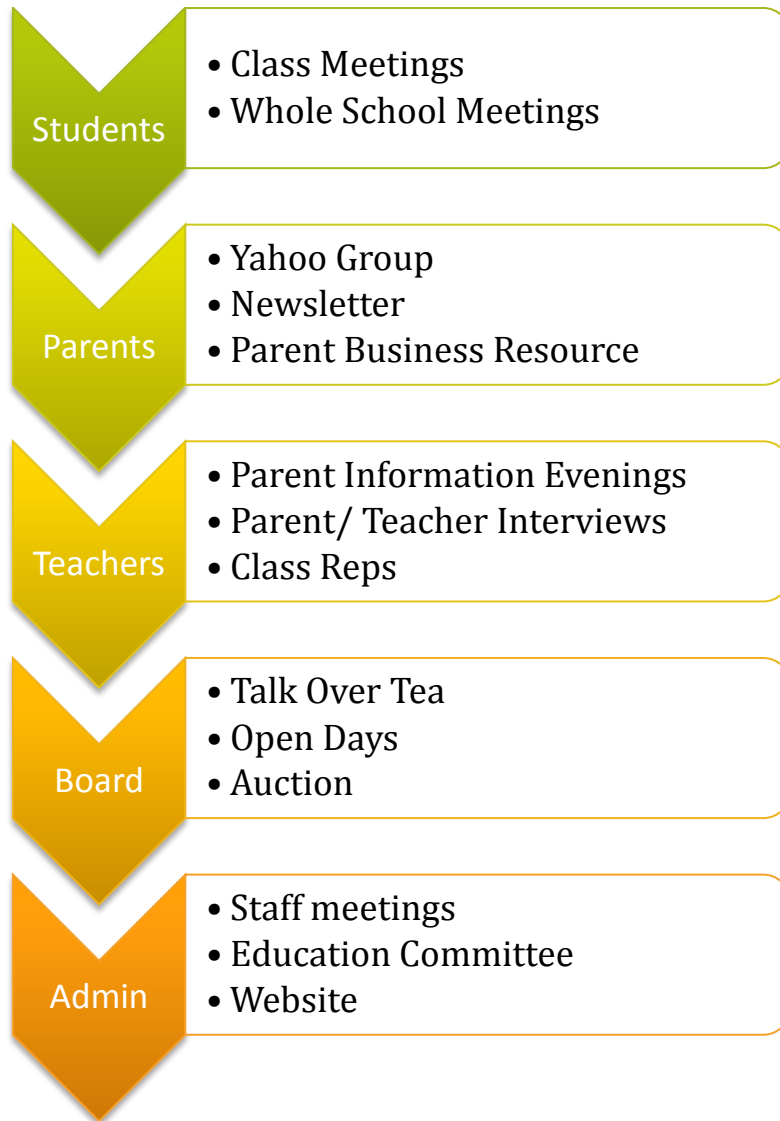 Students
• Class Meetings
• Whole School Meetings
Parents
• Yahoo Group
• Newsletter
• Parent Business Resource
Teachers
• Parent Information Evenings
• Parent/ Teacher Interviews
• Class Reps
Board
• Talk Over Tea
• Open Days
• Auction
Admin
• Staff meetings
• Education Committee
• Website